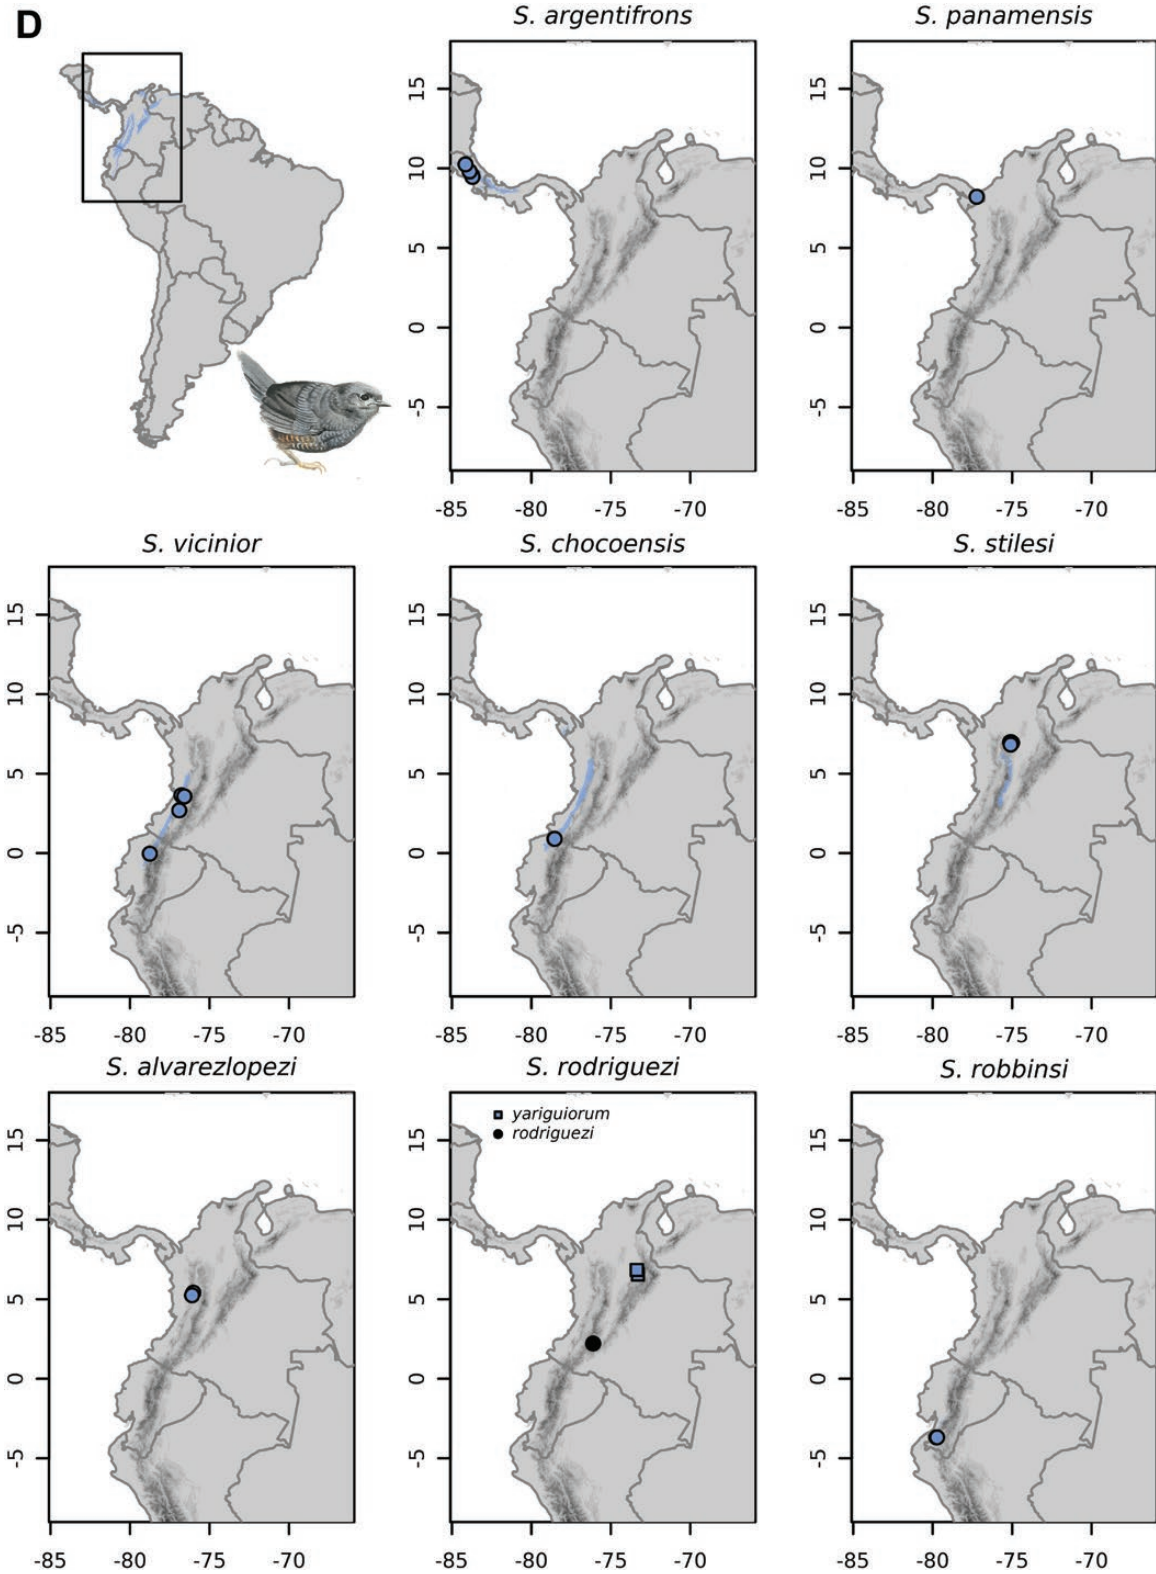 D
S. argentifrons
S. panamensis
15
10
5
0
-5
-85 -80 -75 -70
15
10
5
0
-5
-85 -80 -75 -70
S. vicinior
S. chocoensis
S. stilesi
15
10
5
0
-5
-85 -80 -75 -70
15
10
5
0
-5
-85 -80 -75 -70
15
10
5
0
-5
-85 -80 -75 -70
S. alvarezlopezi
S. rodriguezi
S. robbinsi
15
10
5
0
-5
-85 -80 -75 -70
yariguiorum
rodriguezi
15
10
5
0
-5
-85 -80 -75 -70
15
10
5
0
-5
-85 -80 -75 -70